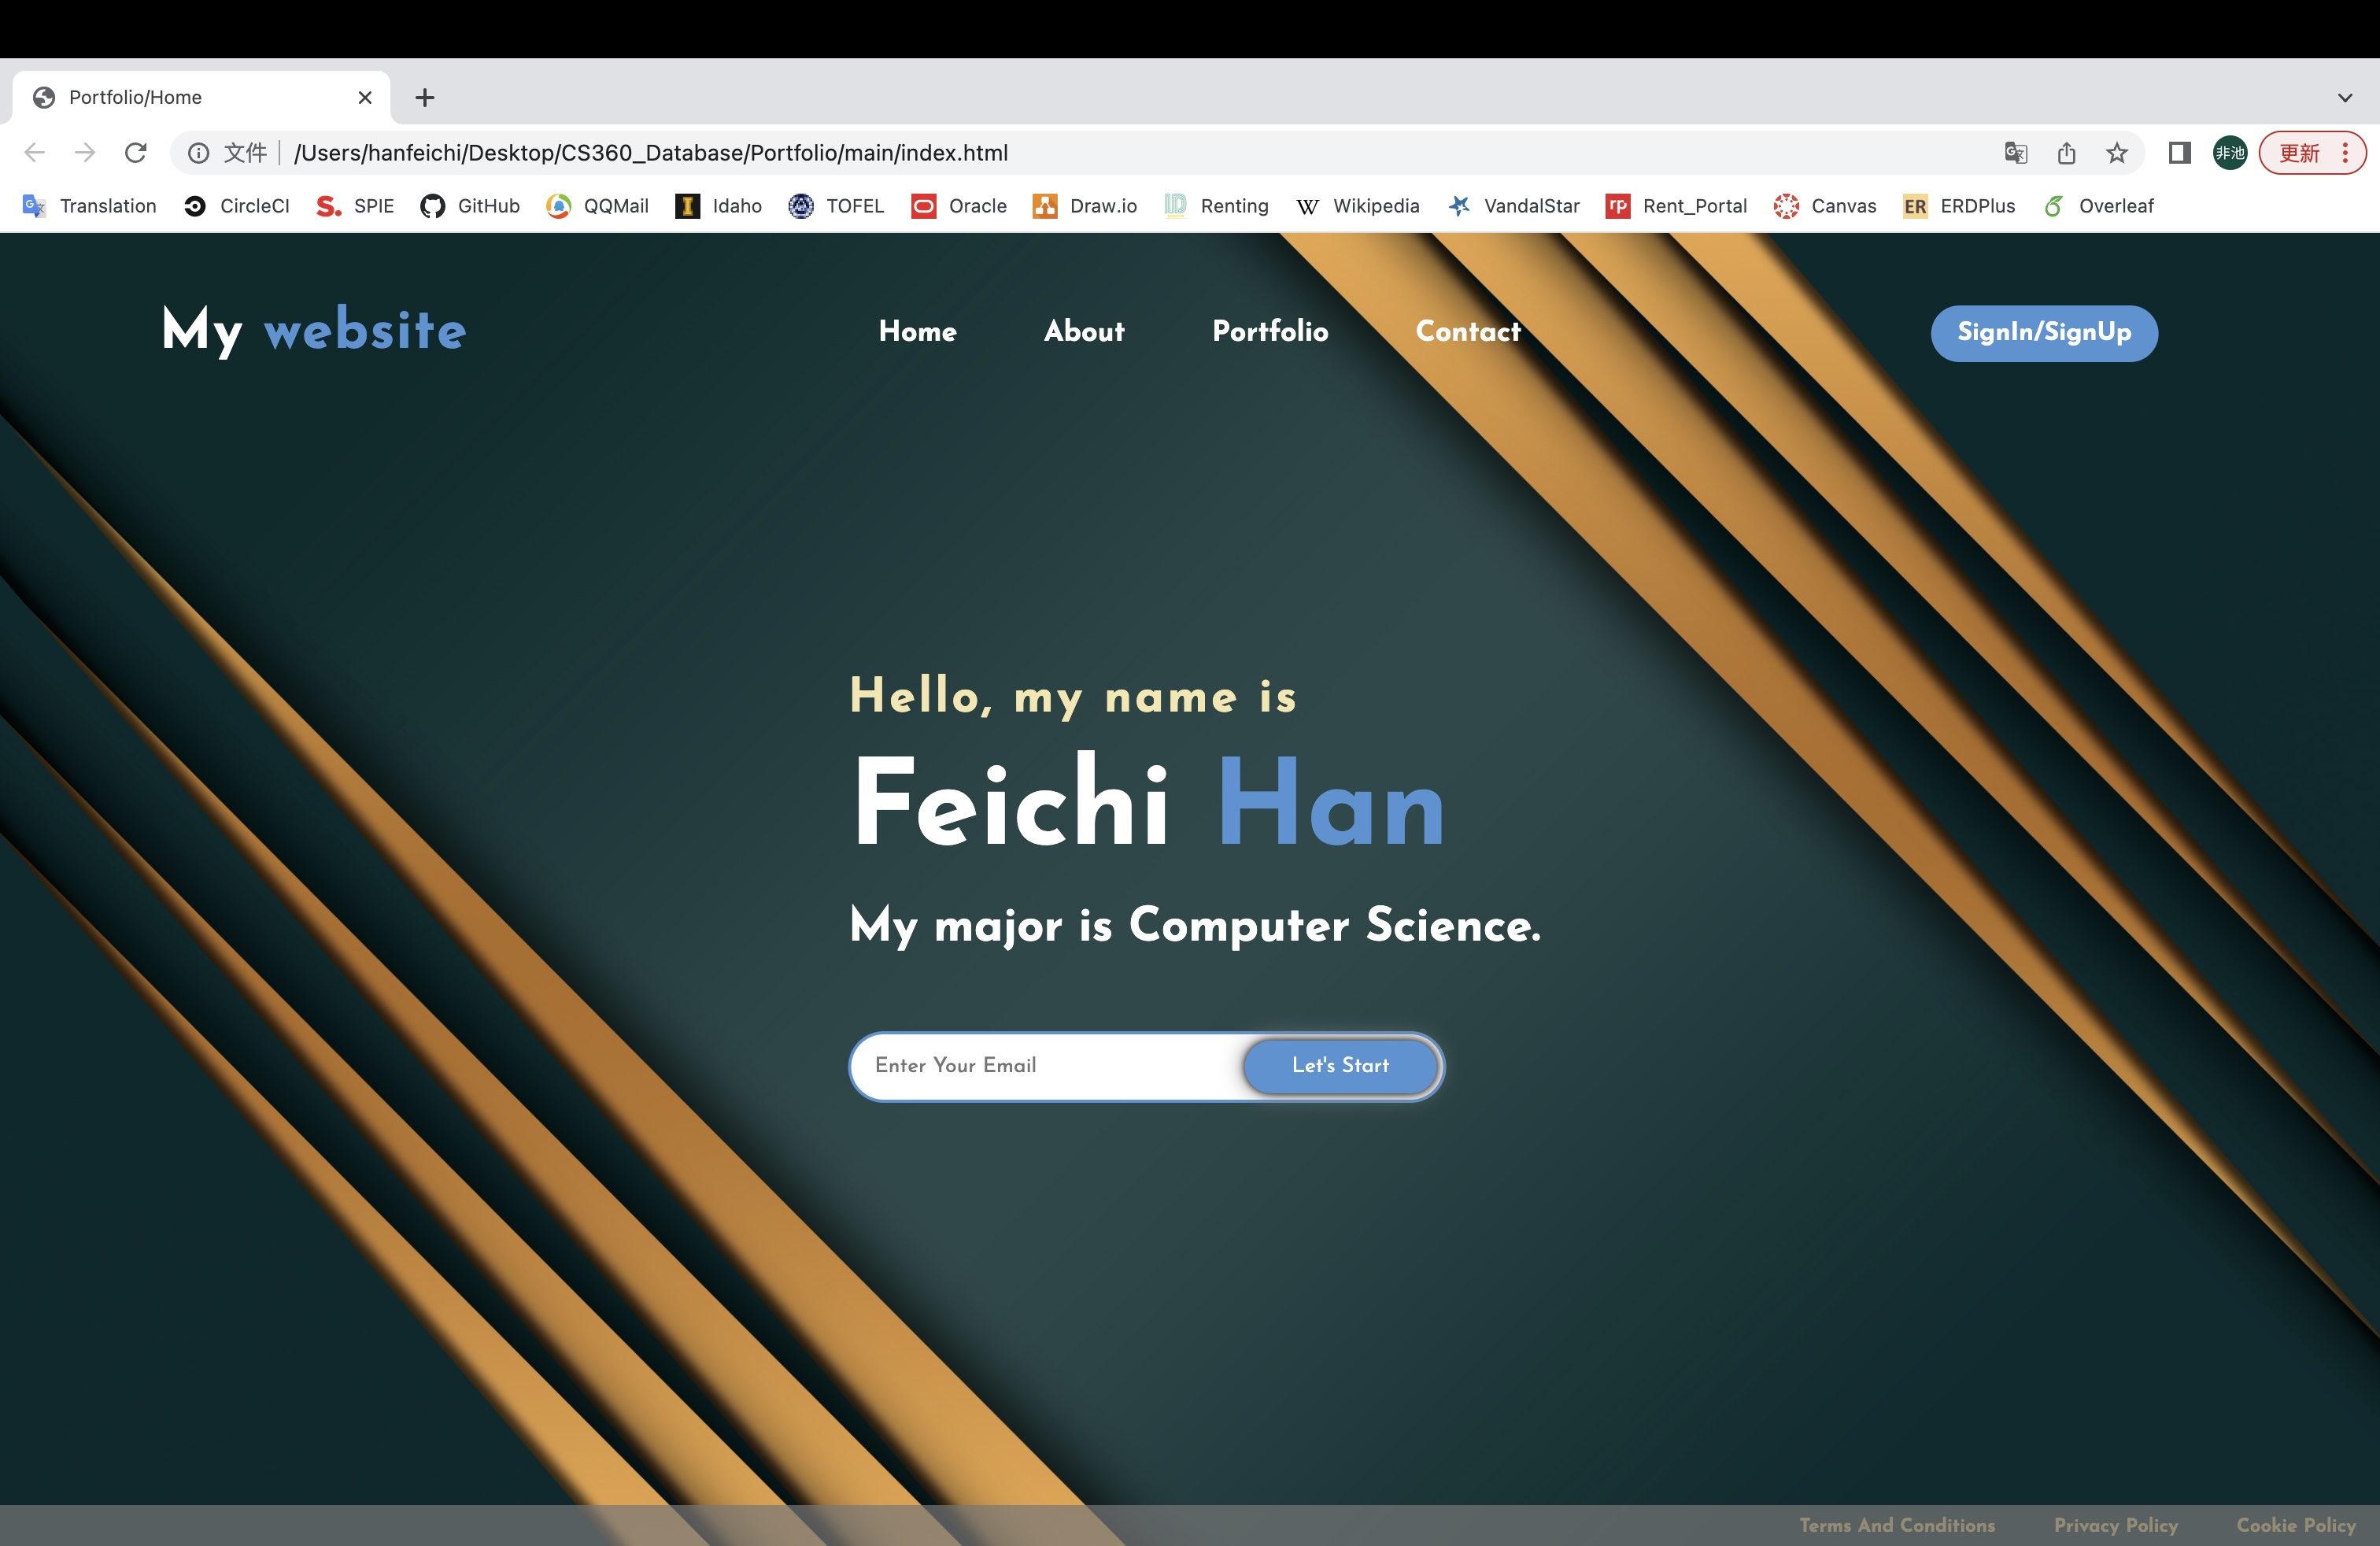 Portfolio/Home
文件 /Users/hanfeichi/Desktop/CS360_Database/Portfolio/main/index.html 非池 更新
Translation CircleCI S. SPIE GitHub QQMail I Idaho TOFEL Oracle Draw.io ID Renting W Wikipedia VandalStar rp Rent_Portal Canvas ER ERDPlus Overleaf
My website Home About Portfolio Contact SignIn/SignUp
Hello, my name is
Feichi Han
My major is Computer Science.
Enter Your Email Let's Start
Terms And Conditions Privacy Policy Cookie Policy